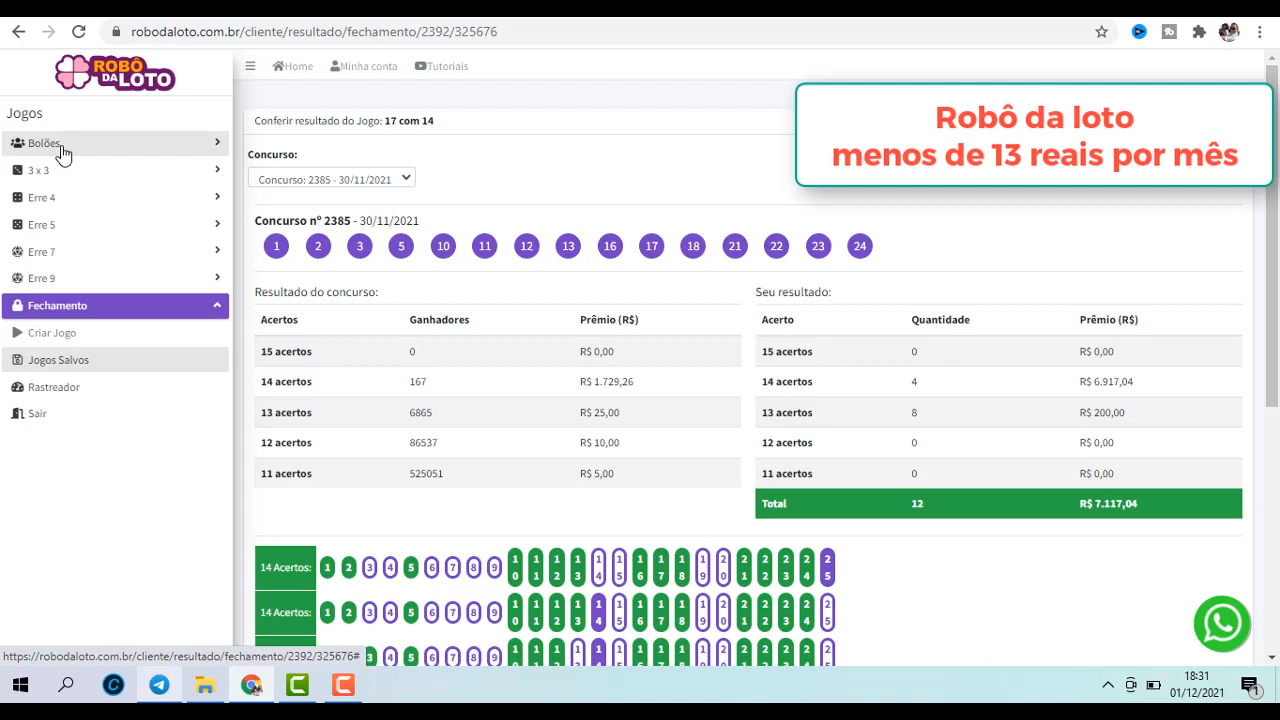 robodaloto.com.br/cliente/resultado/fechamento/2392/325676
ROBÔ
DA LOTO
Home Minha conta Tutoriais
Jogos
Bolões
3 x 3
Erre 4
Erre 5
Erre 7
Erre 9
Fechamento
Criar Jogo
Jogos Salvos
Rastreador
Sair
Robô da loto
menos de 13 reais por mês
Conferir resultado do Jogo: 17 com 14
Concurso:
Concurso: 2385 - 30/11/2021
Concurso nº 2385 - 30/11/2021
1 2 3 5 10 11 12 13 16 17 18 21 22 23 24
Resultado do concurso:
Acertos Ganhadores Prêmio (R$)
15 acertos 0 R$ 0,00
14 acertos 167 R$ 1.729,26
13 acertos 6865 R$ 25,00
12 acertos 86537 R$ 10,00
11 acertos 525051 R$ 5,00
Seu resultado:
Acerto Quantidade Prêmio (R$)
15 acertos 0 R$ 0,00
14 acertos 4 R$ 6.917,04
13 acertos 8 R$ 200,00
12 acertos 0 R$ 0,00
11 acertos 0 R$ 0,00
Total 12 R$ 7.117,04
14 Acertos: 1 2 3 4 5 6 7 8 9 10 11 12 13 14 15 16 17 18 19 20 21 22 23 24 25
14 Acertos: 1 2 3 4 5 6 7 8 9 10 11 12 13 14 15 16 17 18 19 20 21 22 23 24 25
3 4 5 6 7 8 9
https://robodaloto.com.br/cliente/resultado/fechamento/2392/325676#
18:31
01/12/2021
1